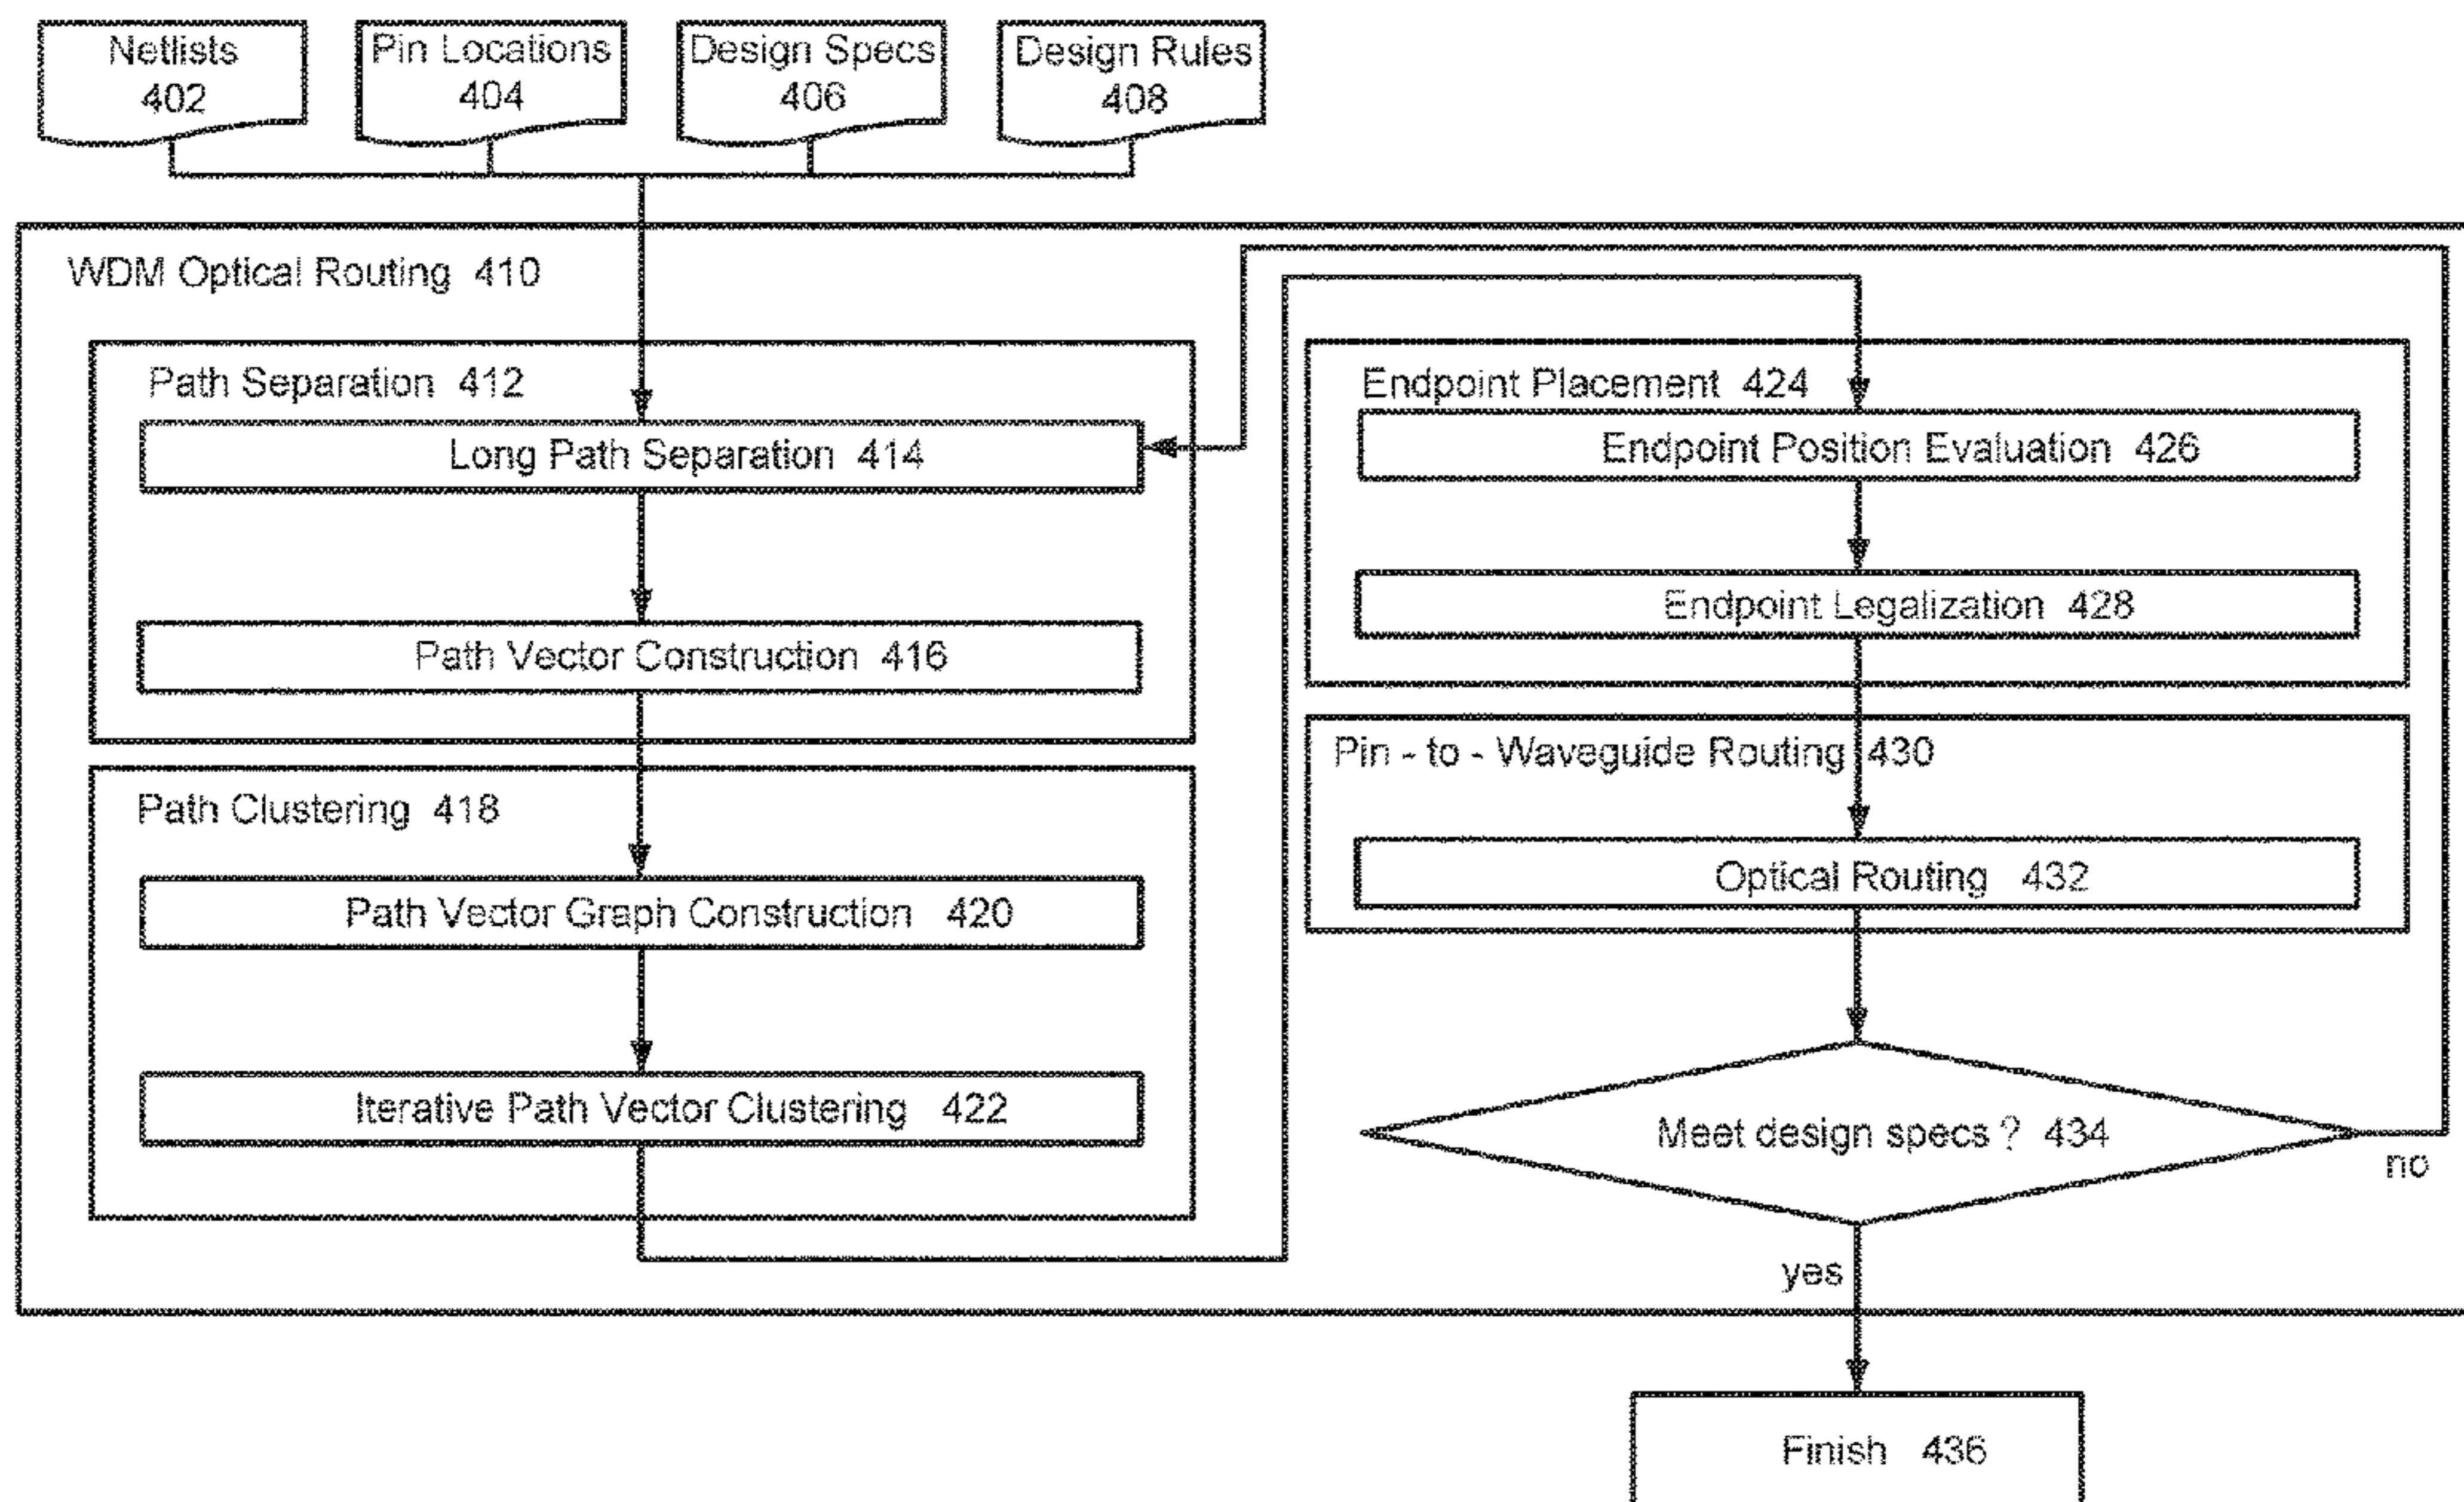 Netlists
402
Pin Locations
404
Design Specs
406
Design Rules
408
WDM Optical Routing 410
Path Separation 412
Long Path Separation 414
Path Vector Construction 416
Path Clustering 418
Path Vector Graph Construction 420
Iterative Path Vector Clustering 422
Endpoint Placement 424
Endpoint Position Evaluation 426
Endpoint Legalization 428
Pin - to - Waveguide Routing 430
Optical Routing 432
Meet design specs ? 434
no
yes
Finish 436